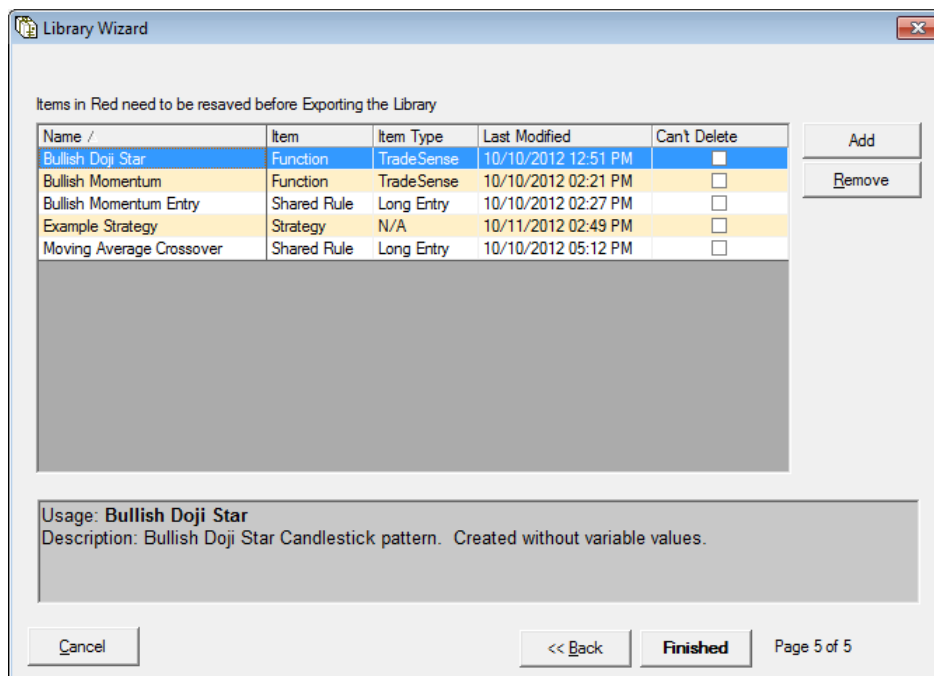 Library Wizard
Items in Red need to be resaved before Exporting the Library
Name / Item Item Type Last Modified Can't Delete
Bullish Doji Star Function TradeSense 10/10/2012 12:51 PM
Bullish Momentum Function TradeSense 10/10/2012 02:21 PM
Bullish Momentum Entry Shared Rule Long Entry 10/10/2012 02:27 PM
Example Strategy Strategy N/A 10/11/2012 02:49 PM
Moving Average Crossover Shared Rule Long Entry 10/10/2012 05:12 PM
Add
Remove
Usage: Bullish Doji Star
Description: Bullish Doji Star Candlestick pattern. Created without variable values.
Cancel << Back Finished Page 5 of 5